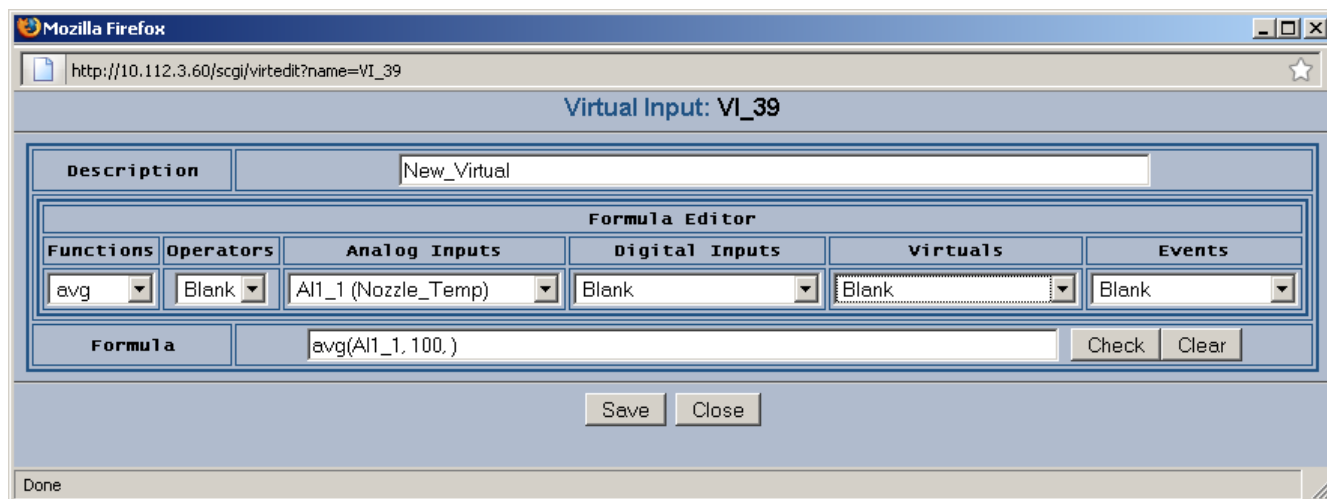 Mozilla Firefox
http://10.112.3.60/scgi/virtedit?name=VI_39
Virtual Input: VI_39
Description New_Virtual
Formula Editor
Functions Operators Analog Inputs Digital Inputs Virtuals Events
avg Blank AI1_1 (Nozzle_Temp) Blank Blank Blank
Formula avg(AI1_1, 100, ) Check Clear
Save Close
Done